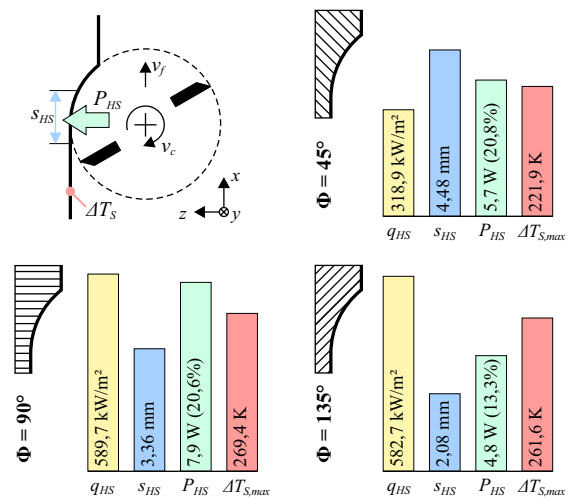 v_f
P_HS
s_HS
v_c
x
z
y
ΔT_S
Φ = 45°
318,9 kW/m²
4,48 mm
5,7 W (20,8%)
221,9 K
q_HS s_HS P_HS ΔT_S,max
Φ = 90°
589,7 kW/m²
3,36 mm
7,9 W (20,6%)
269,4 K
q_HS s_HS P_HS ΔT_S,max
Φ = 135°
582,7 kW/m²
2,08 mm
4,8 W (13,3%)
261,6 K
q_HS s_HS P_HS ΔT_S,max